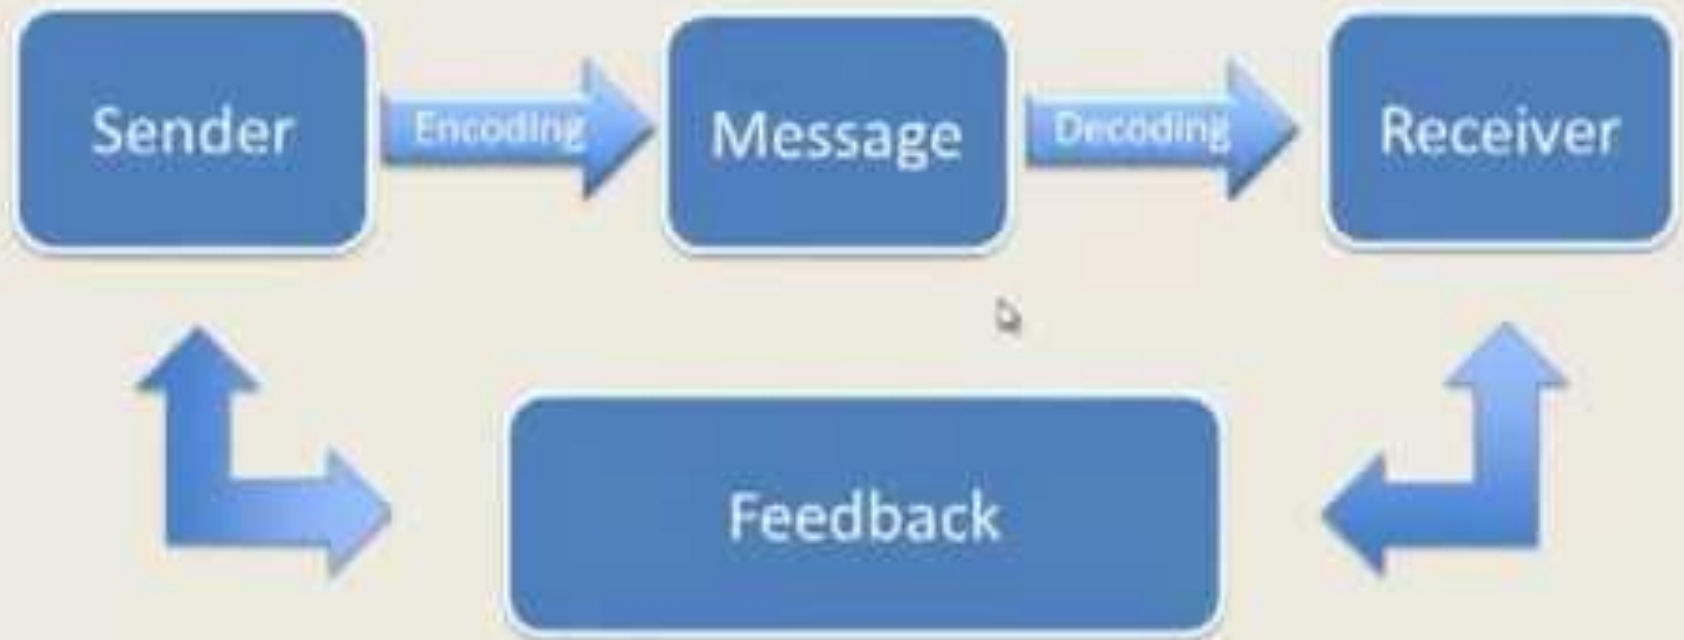 Sender
Encoding
Message
Decoding
Receiver
Feedback